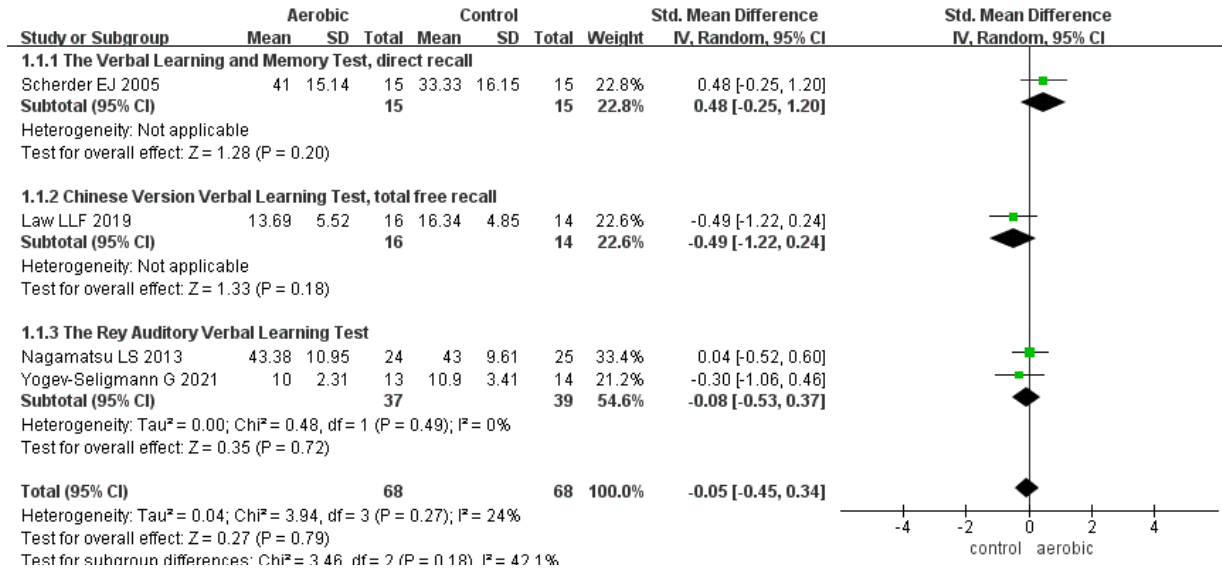 Aerobic Control Std. Mean Difference Std. Mean Difference
Study or Subgroup Mean SD Total Mean SD Total Weight IV, Random, 95% CI IV, Random, 95% CI
1.1.1 The Verbal Learning and Memory Test, direct recall
Scherder EJ 2005 41 15.14 15 33.33 16.15 15 22.8% 0.48 [-0.25, 1.20]
Subtotal (95% CI) 15 15 22.8% 0.48 [-0.25, 1.20]
Heterogeneity: Not applicable
Test for overall effect: Z = 1.28 (P = 0.20)
1.1.2 Chinese Version Verbal Learning Test, total free recall
Law LLF 2019 13.69 5.52 16 16.34 4.85 14 22.6% -0.49 [-1.22, 0.24]
Subtotal (95% CI) 16 14 22.6% -0.49 [-1.22, 0.24]
Heterogeneity: Not applicable
Test for overall effect: Z = 1.33 (P = 0.18)
1.1.3 The Rey Auditory Verbal Learning Test
Nagamatsu LS 2013 43.38 10.95 24 43 9.61 25 33.4% 0.04 [-0.52, 0.60]
Yogev-Seligmann G 2021 10 2.31 13 10.9 3.41 14 21.2% -0.30 [-1.06, 0.46]
Subtotal (95% CI) 37 39 54.6% -0.08 [-0.53, 0.37]
Heterogeneity: Tau² = 0.00; Chi² = 0.48, df = 1 (P = 0.49); I² = 0%
Test for overall effect: Z = 0.35 (P = 0.72)
Total (95% CI) 68 68 100.0% -0.05 [-0.45, 0.34]
Heterogeneity: Tau² = 0.04; Chi² = 3.94, df = 3 (P = 0.27); I² = 24%
Test for overall effect: Z = 0.27 (P = 0.79)
Test for subgroup differences: Chi² = 3.46, df = 2 (P = 0.18), I² = 42.1%
-4 -2 0 2 4
control aerobic